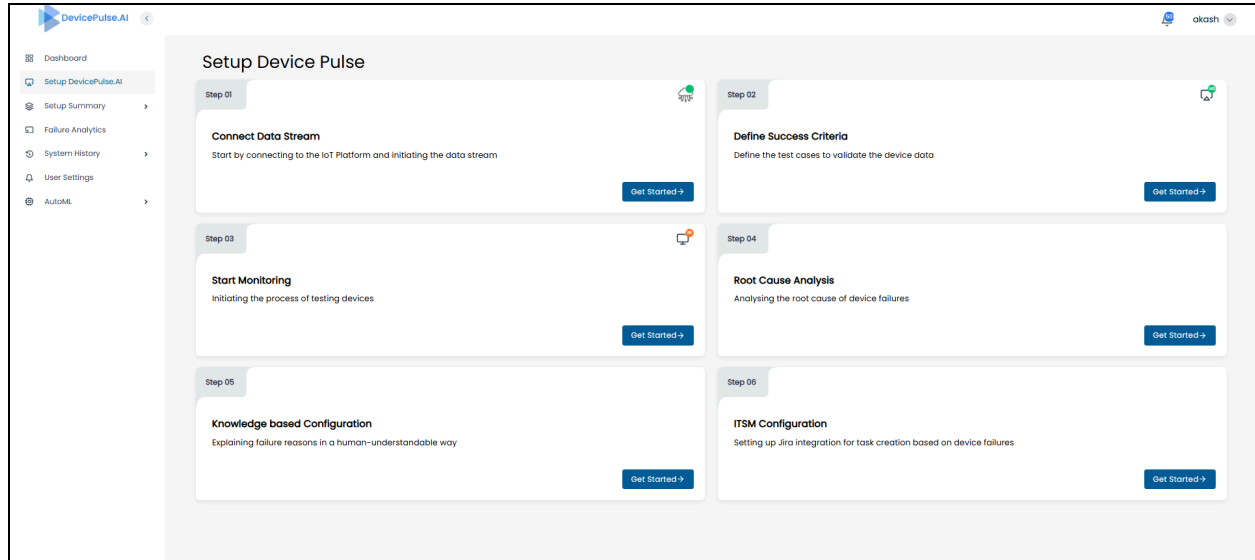 DevicePulse.AI
akash
Dashboard
Setup DevicePulse.AI
Setup Summary
Failure Analytics
System History
User Settings
AutoML
Setup Device Pulse
Step 01
Connect Data Stream
Start by connecting to the IoT Platform and initiating the data stream
Get Started→
Step 02
Define Success Criteria
Define the test cases to validate the device data
Get Started→
Step 03
Start Monitoring
Initiating the process of testing devices
Get Started→
Step 04
Root Cause Analysis
Analysing the root cause of device failures
Get Started→
Step 05
Knowledge based Configuration
Explaining failure reasons in a human-understandable way
Get Started→
Step 06
ITSM Configuration
Setting up Jira integration for task creation based on device failures
Get Started→